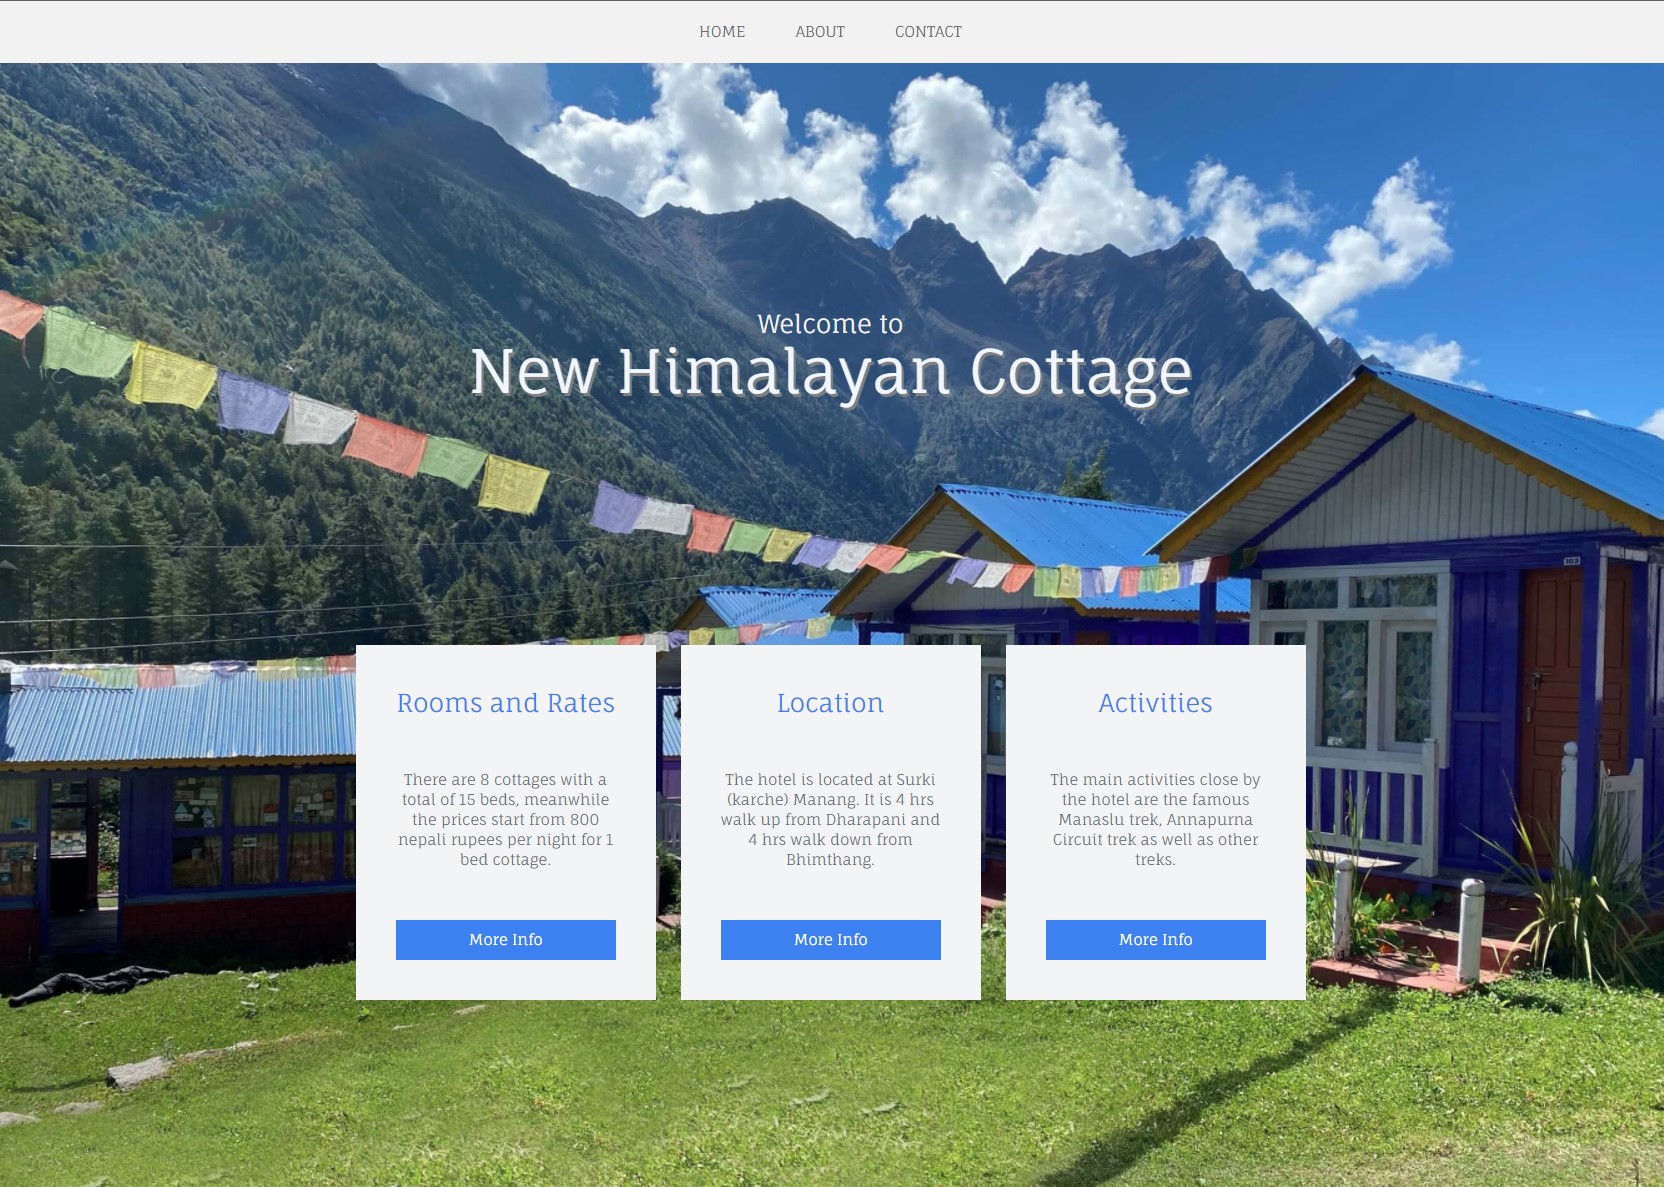 HOME ABOUT CONTACT
Welcome to
New Himalayan Cottage
Rooms and Rates
There are 8 cottages with a
total of 15 beds, meanwhile
the prices start from 800
nepali rupees per night for 1
bed cottage.
More Info
Location
The hotel is located at Surki
(karche) Manang. It is 4 hrs
walk up from Dharapani and
4 hrs walk down from
Bhimthang.
More Info
Activities
The main activities close by
the hotel are the famous
Manaslu trek, Annapurna
Circuit trek as well as other
treks.
More Info